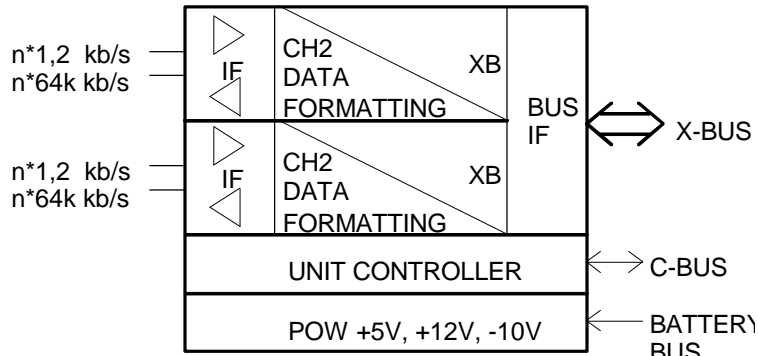 n*1,2 kb/s
n*64k kb/s
IF
CH2
DATA
FORMATTING
XB
BUS
IF
X-BUS
n*1,2 kb/s
n*64k kb/s
IF
CH2
DATA
FORMATTING
XB
UNIT CONTROLLER
C-BUS
POW +5V, +12V, -10V
BATTERY
BUS